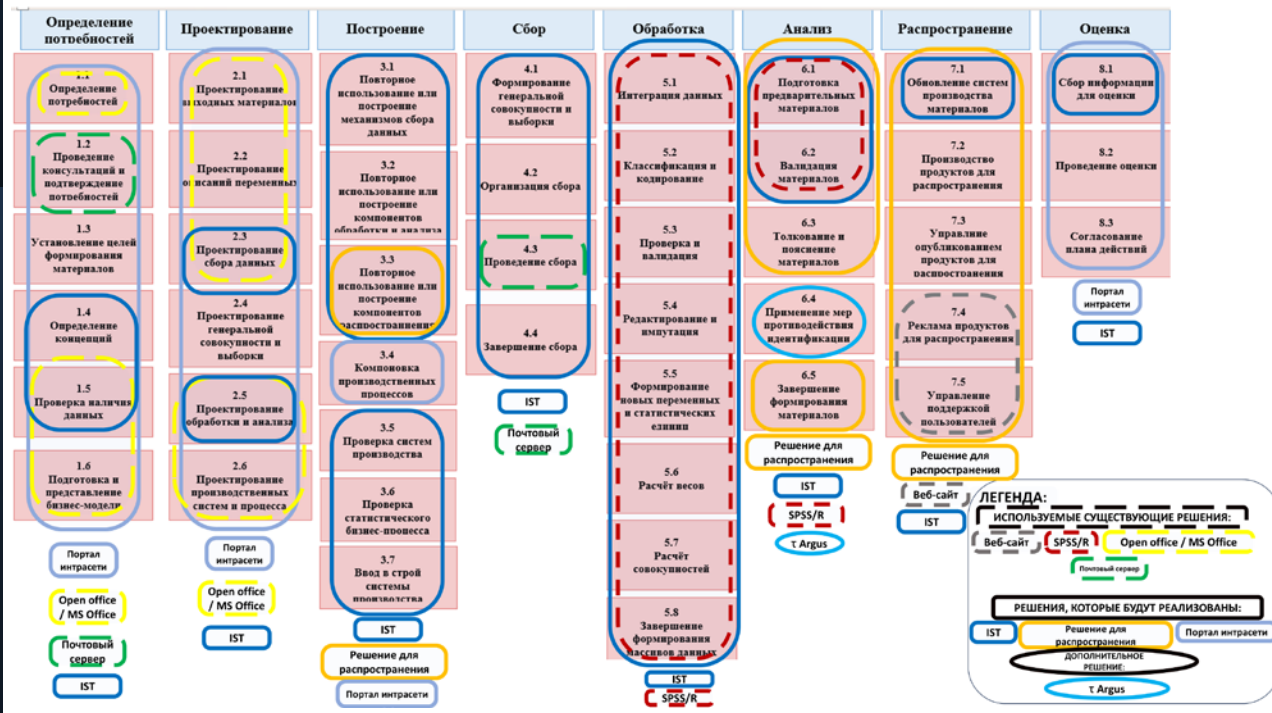 Определение
потребностей
1.1
Определение
потребностей
1.2
Проведение
консультаций и
подтверждение
потребностей
1.3
Установление целей
формирования
материалов
1.4
Определение
концепций
1.5
Проверка наличия
данных
1.6
Подготовка и
представление
бизнес-модели
Портал
интрасети
Open office
/ MS Office
Почтовый
сервер
IST
Проектирование
2.1
Проектирование
выходных материалов
2.2
Проектирование
описаний переменных
2.3
Проектирование
сбора данных
2.4
Проектирование
генеральной
совокупности и
выборки
2.5
Проектирование
обработки и анализа
2.6
Проектирование
производственных
систем и процесса
Портал
интрасети
Open office
/ MS Office
IST
Построение
3.1
Повторное
использование или
построение
механизмов сбора
данных
3.2
Повторное
использование или
построение
компонентов
обработки и анализа
3.3
Повторное
использование или
построение
компонентов
распространения
3.4
Компоновка
производственных
процессов
3.5
Проверка систем
производства
3.6
Проверка
статистического
бизнес-процесса
3.7
Ввод в строй
системы
производства
IST
Решение для
распространения
Портал интрасети
Сбор
4.1
Формирование
генеральной
совокупности и
выборки
4.2
Организация сбора
4.3
Проведение сбора
4.4
Завершение сбора
IST
Почтовый
сервер
Обработка
5.1
Интеграция данных
5.2
Классификация и
кодирование
5.3
Проверка и
валидация
5.4
Редактирование и
импутация
5.5
Формирование
новых переменных
и статистических
единиц
5.6
Расчёт весов
5.7
Расчёт
совокупностей
5.8
Завершение
формирования
массивов данных
IST
SPSS/R
Анализ
6.1
Подготовка
предварительных
материалов
6.2
Валидация
материалов
6.3
Толкование и
пояснение
материалов
6.4
Применение мер
противодействия
идентификации
6.5
Завершение
формирования
материалов
Решение для
распространения
IST
SPSS/R
τ Argus
Распространение
7.1
Обновление систем
производства
материалов
7.2
Производство
продуктов для
распространения
7.3
Управлние
опубликованием
продуктов для
распространения
7.4
Реклама продуктов
для распространения
7.5
Управление
поддержкой
пользователей
Решение для
распространения
Веб-сайт
IST
Оценка
8.1
Сбор информации
для оценки
8.2
Проведение оценки
8.3
Согласование
плана действий
Портал
интрасети
IST
ЛЕГЕНДА:
ИСПОЛЬЗУЕМЫЕ СУЩЕСТВУЮЩИЕ РЕШЕНИЯ:
Веб-сайт SPSS/R Open office / MS Office
Почтовый сервер
РЕШЕНИЯ, КОТОРЫЕ БУДУТ РЕАЛИЗОВАНЫ:
IST Решение для распространения Портал интрасети
ДОПОЛНИТЕЛЬНОЕ
РЕШЕНИЕ:
τ Argus